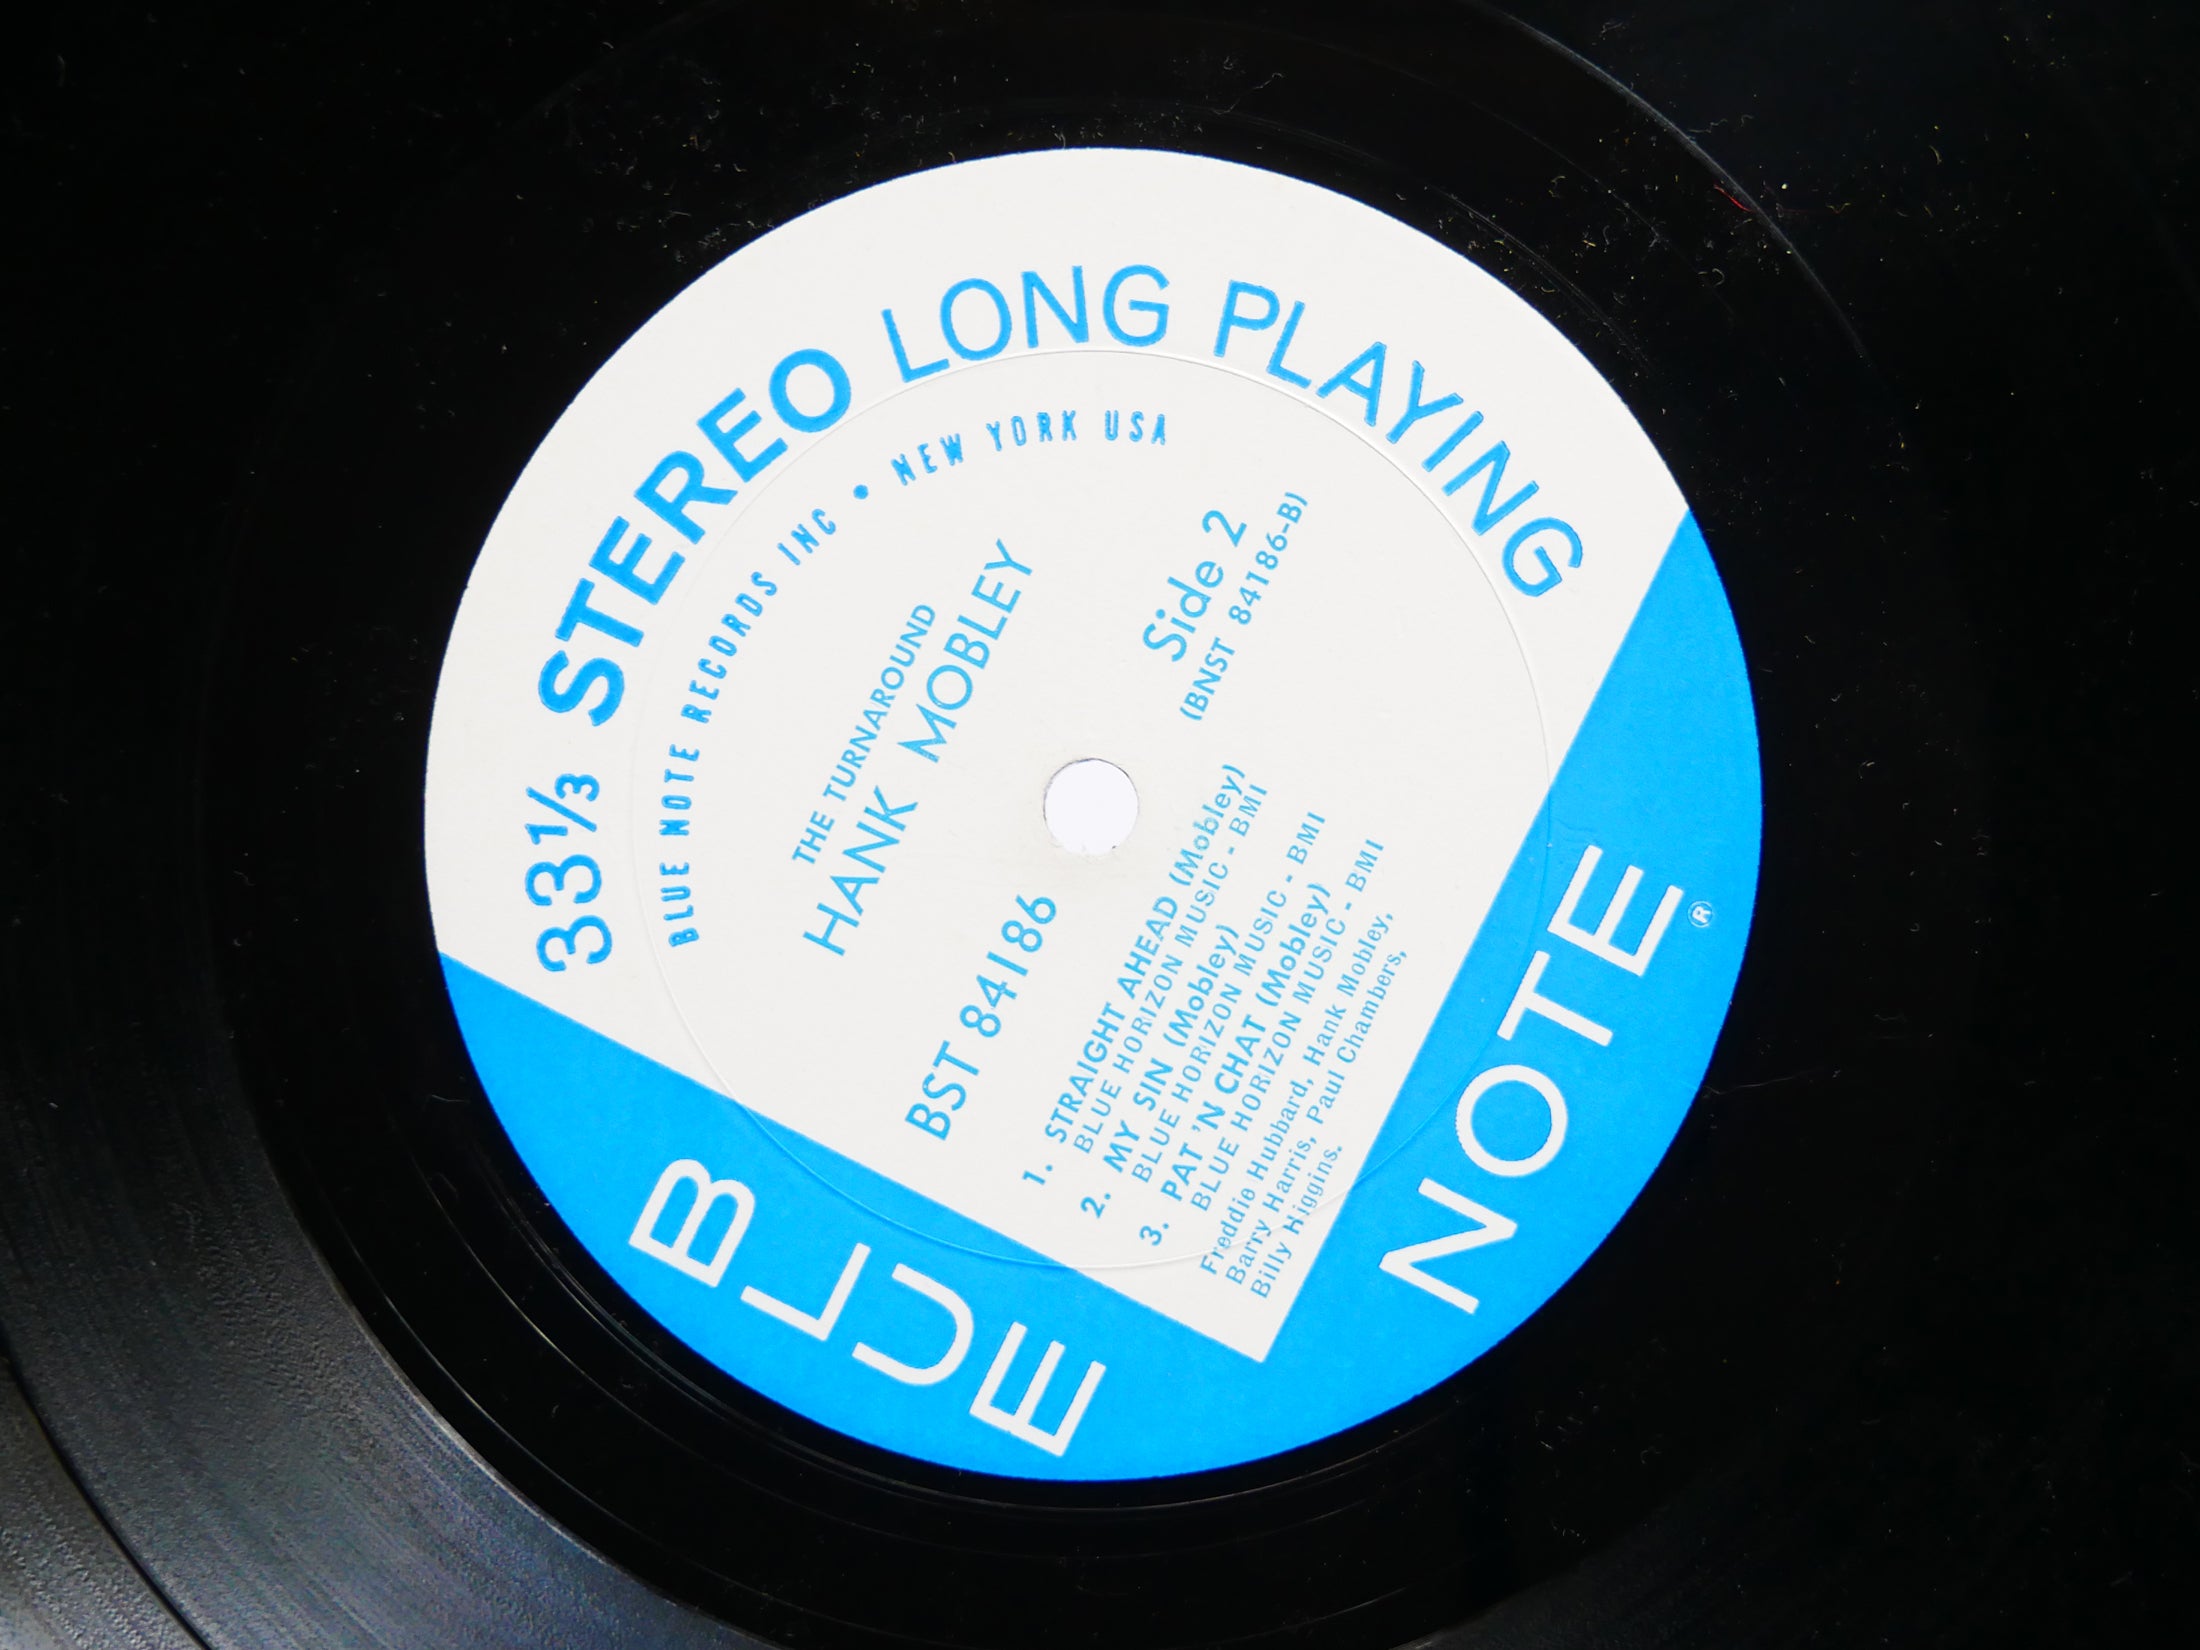 33 1/3 STEREO LONG PLAYING
BLUE NOTE RECORDS INC • NEW YORK USA
THE TURNAROUND
HANK MOBLEY
BST 84186
Side 2
(BNST 84186-B)
1. STRAIGHT AHEAD (Mobley)
BLUE HORIZON MUSIC - BMI
2. MY SIN (Mobley)
BLUE HORIZON MUSIC - BMI
3. PAT 'N CHAT (Mobley)
BLUE HORIZON MUSIC - BMI
Freddie Hubbard, Hank Mobley,
Barry Harris, Paul Chambers,
Billy Higgins.
BLUE NOTE ®